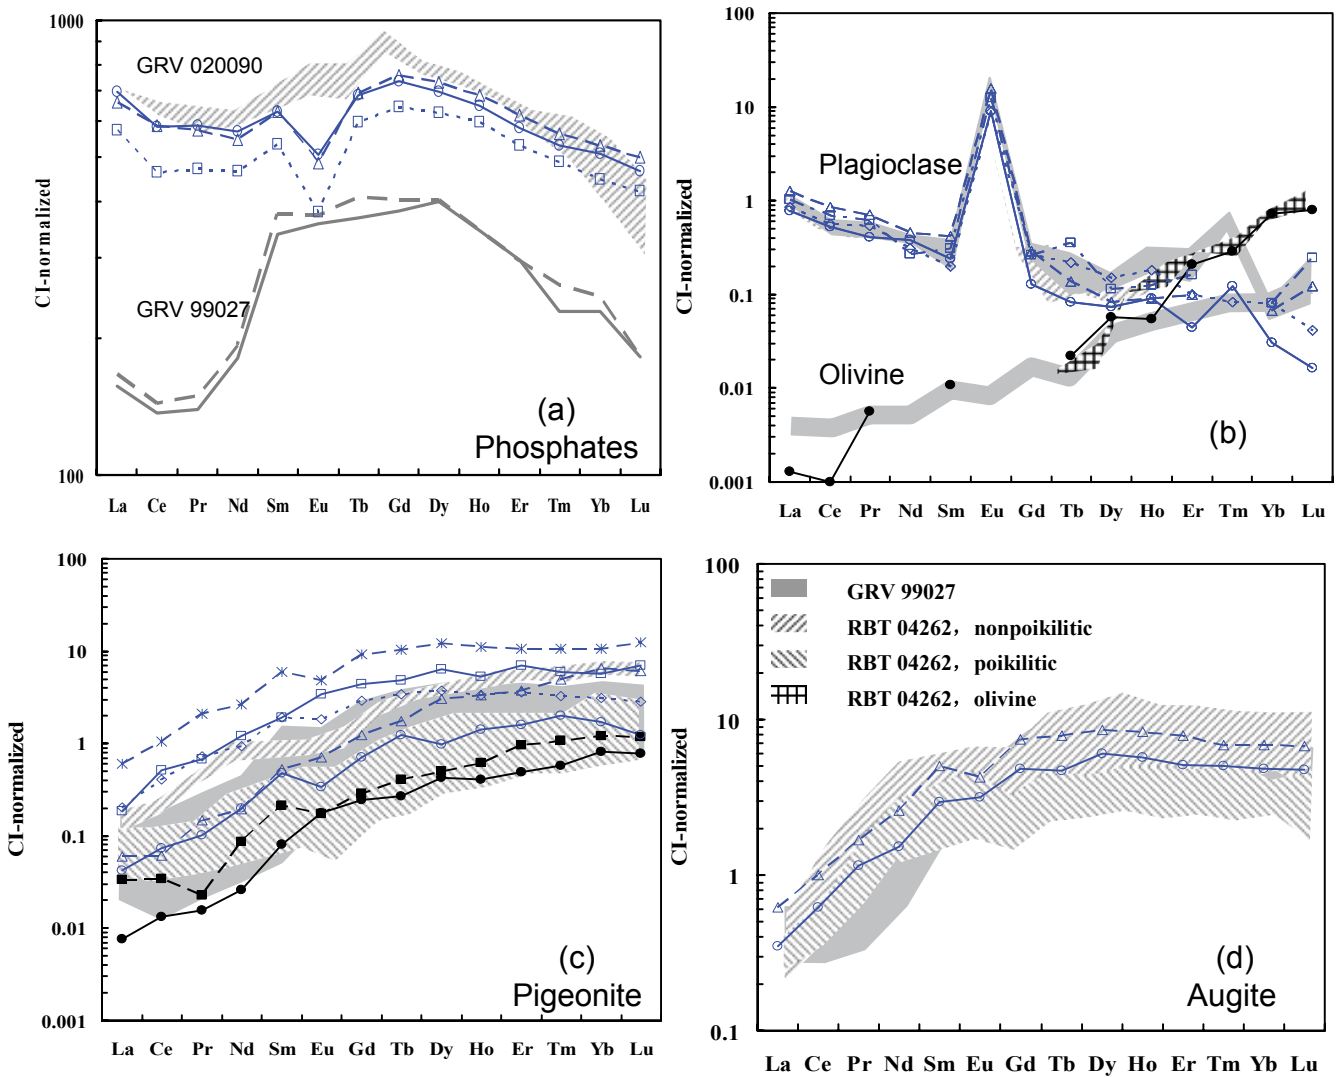 1000
GRV 020090
CI-normalized
GRV 99027
(a)
Phosphates
100
La Ce Pr Nd Sm Eu Tb Gd Dy Ho Er Tm Yb Lu
100
10
Plagioclase
1
CI-normalized
0.1
Olivine
0.01
(b)
0.001
La Ce Pr Nd Sm Eu Gd Tb Dy Ho Er Tm Yb Lu
100
10
1
CI-normalized
0.1
0.01
(c)
Pigeonite
0.001
La Ce Pr Nd Sm Eu Gd Tb Dy Ho Er Tm Yb Lu
100
GRV 99027
RBT 04262, nonpoikilitic
RBT 04262, poikilitic
RBT 04262, olivine
10
CI-normalized
1
(d)
Augite
0.1
La Ce Pr Nd Sm Eu Gd Tb Dy Ho Er Tm Yb Lu